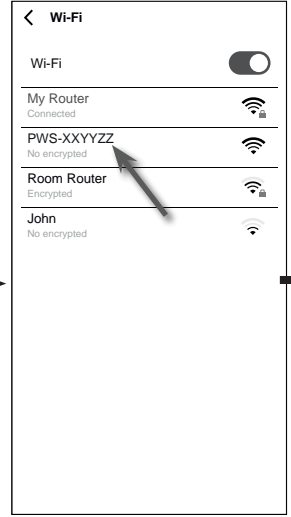 Wi-Fi
Wi-Fi
My Router
Connected
PWS-XXYYZZ
No encrypted
Room Router
Encrypted
John
No encrypted